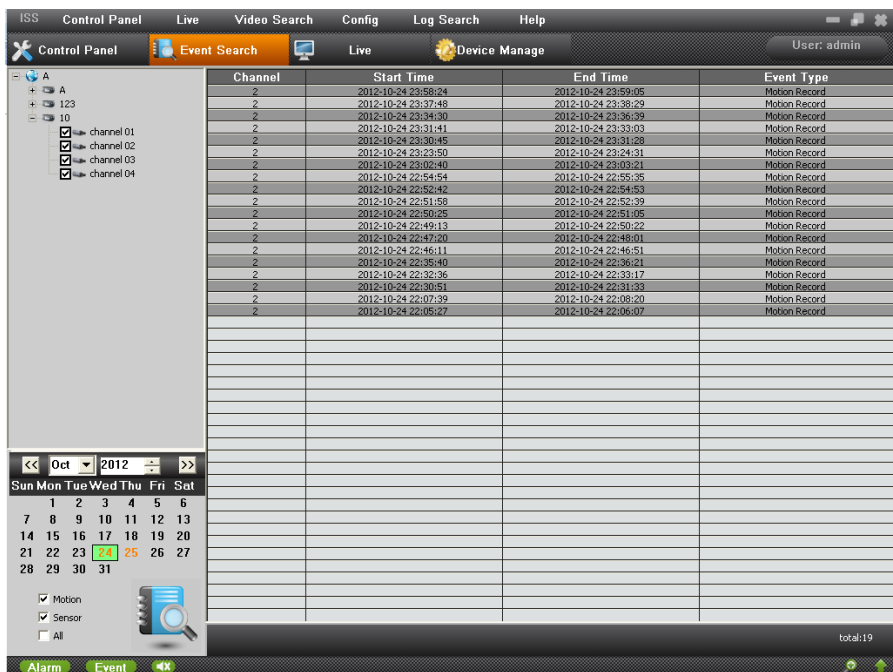 ISS Control Panel Live Video Search Config Log Search Help
Control Panel Event Search Live Device Manage User: admin
A
A
123
10
channel 01
channel 02
channel 03
channel 04
Channel Start Time End Time Event Type
2 2012-10-24 23:58:24 2012-10-24 23:59:05 Motion Record
2 2012-10-24 23:37:48 2012-10-24 23:38:29 Motion Record
2 2012-10-24 23:34:30 2012-10-24 23:36:39 Motion Record
2 2012-10-24 23:31:41 2012-10-24 23:33:03 Motion Record
2 2012-10-24 23:30:45 2012-10-24 23:31:28 Motion Record
2 2012-10-24 23:23:50 2012-10-24 23:24:31 Motion Record
2 2012-10-24 23:02:40 2012-10-24 23:03:21 Motion Record
2 2012-10-24 22:54:54 2012-10-24 22:55:35 Motion Record
2 2012-10-24 22:52:42 2012-10-24 22:54:53 Motion Record
2 2012-10-24 22:51:58 2012-10-24 22:52:39 Motion Record
2 2012-10-24 22:50:25 2012-10-24 22:51:05 Motion Record
2 2012-10-24 22:49:13 2012-10-24 22:50:22 Motion Record
2 2012-10-24 22:47:20 2012-10-24 22:48:01 Motion Record
2 2012-10-24 22:46:11 2012-10-24 22:46:51 Motion Record
2 2012-10-24 22:35:40 2012-10-24 22:36:21 Motion Record
2 2012-10-24 22:32:36 2012-10-24 22:33:17 Motion Record
2 2012-10-24 22:30:51 2012-10-24 22:31:33 Motion Record
2 2012-10-24 22:07:39 2012-10-24 22:08:20 Motion Record
2 2012-10-24 22:05:27 2012-10-24 22:06:07 Motion Record
<< Oct 2012 >>
Sun Mon Tue Wed Thu Fri Sat
1 2 3 4 5 6
7 8 9 10 11 12 13
14 15 16 17 18 19 20
21 22 23 24 25 26 27
28 29 30 31
Motion
Sensor
All
total:19
Alarm Event